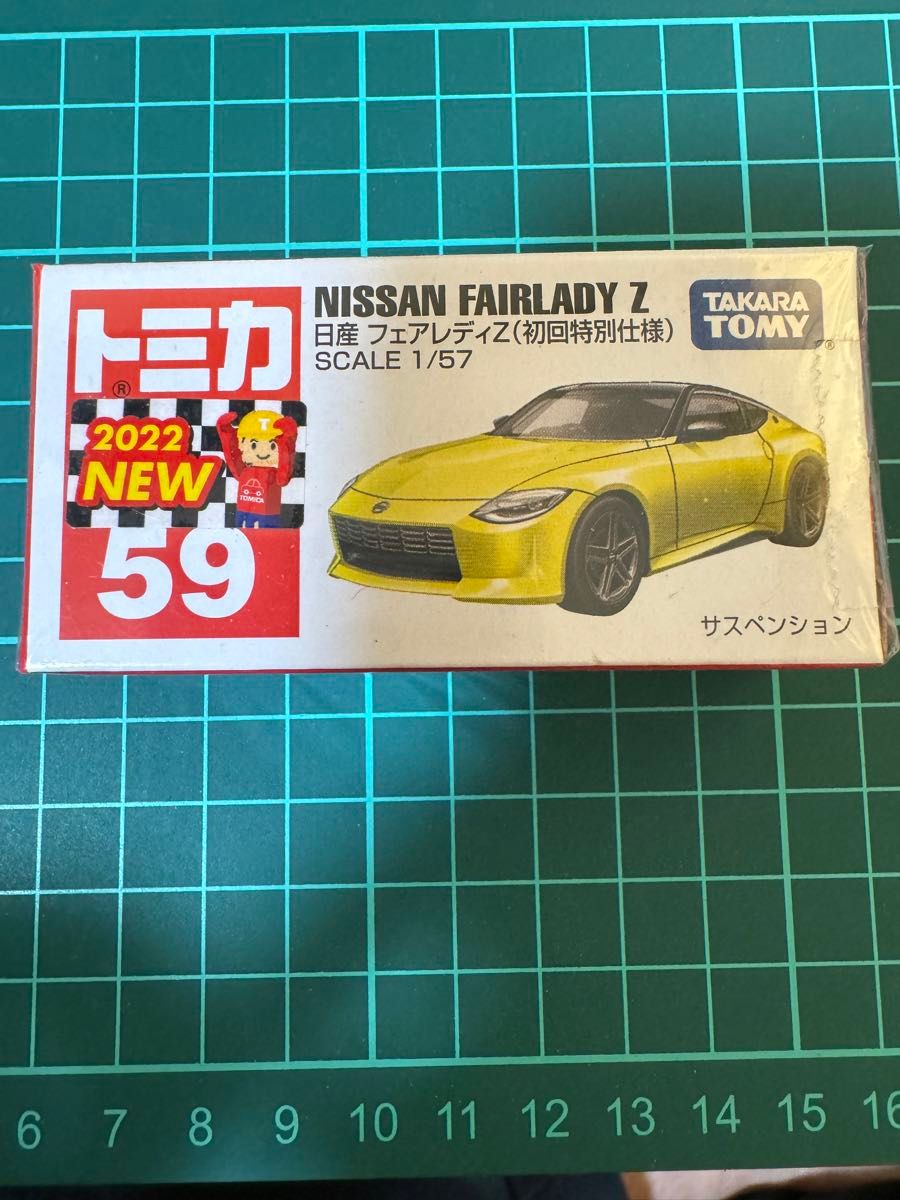 トミカ
®
2022
NEW
T
TOMICA
59
NISSAN FAIRLADY Z
日産 フェアレディZ(初回特別仕様)
SCALE 1/57
TAKARA
TOMY
®
サスペンション
6 7 8 9 10 11 12 13 14 15 16